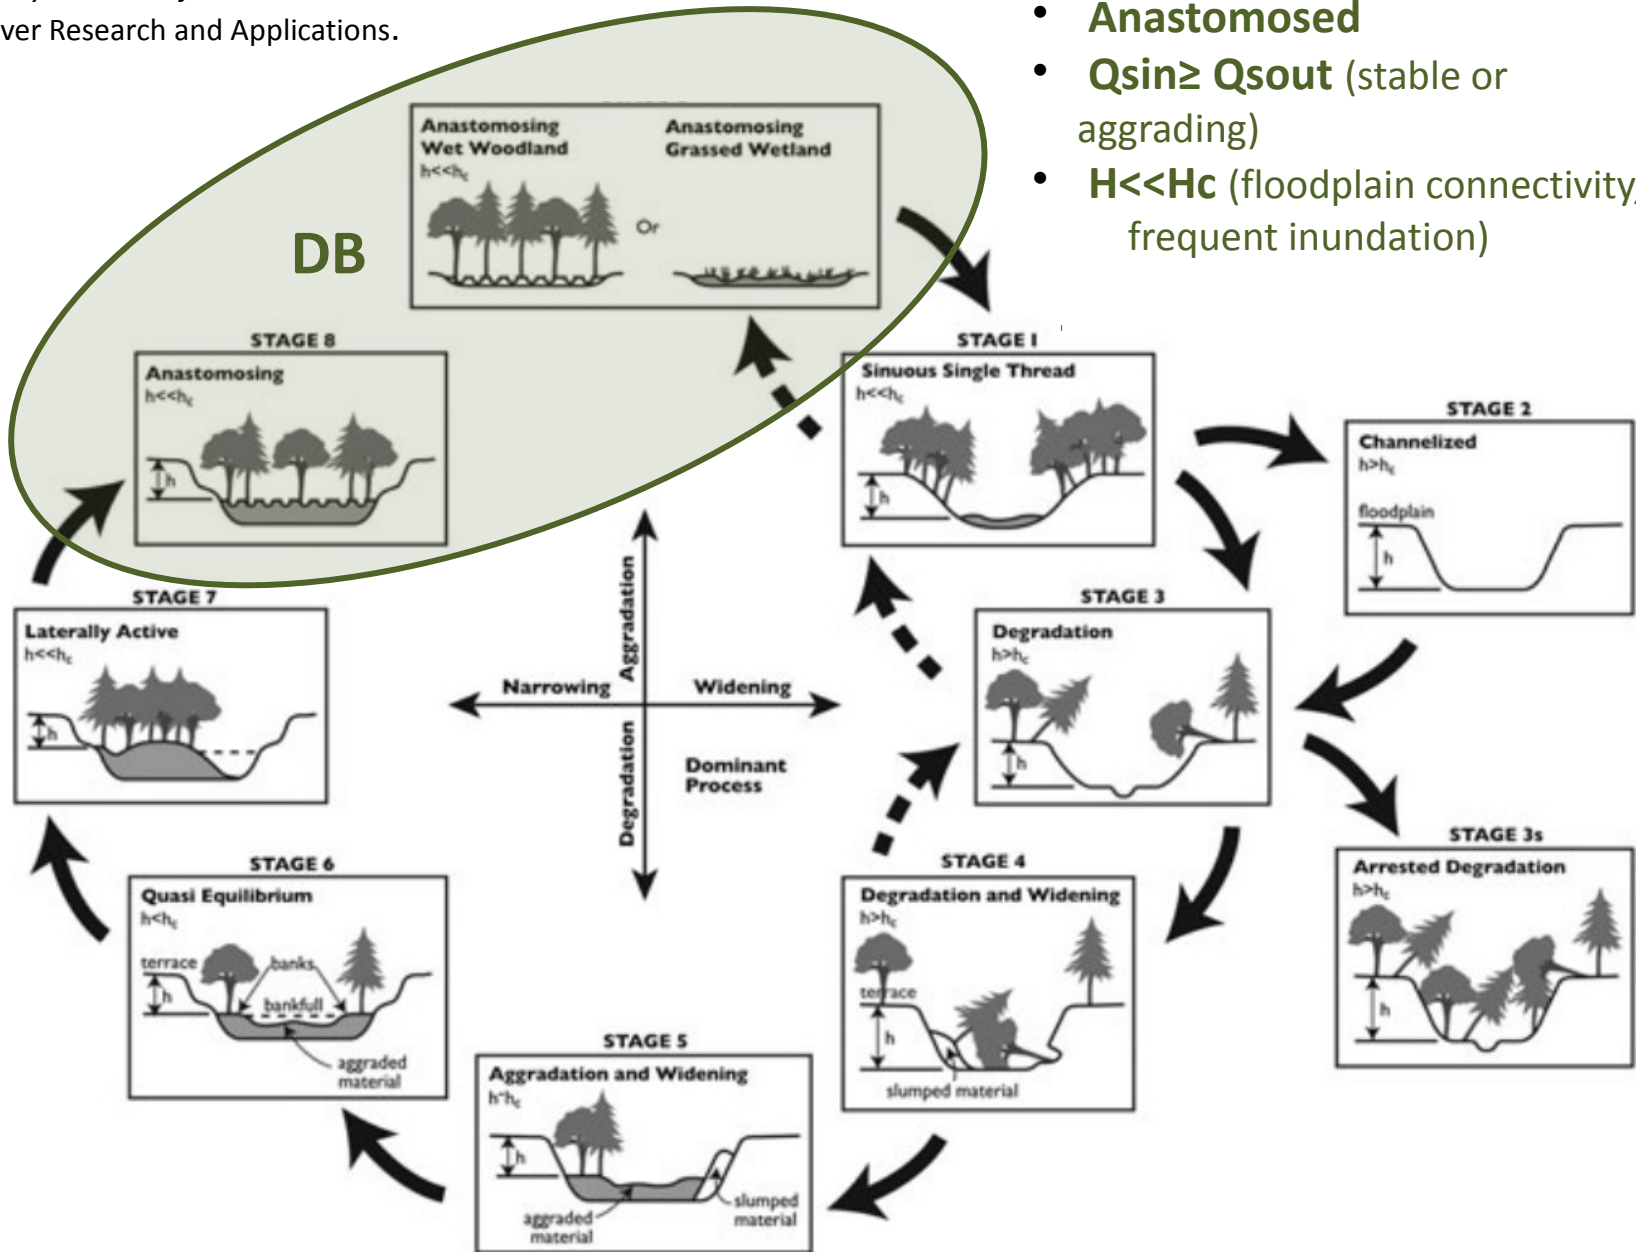 ver Research and Applications.
• Anastomosed
• Qsin≥ Qsout (stable or
aggrading)
• H<<Hc (floodplain connectivity,
frequent inundation)
DB
Anastomosing
Wet Woodland
h<<hc
Or
Anastomosing
Grassed Wetland
STAGE 8
Anastomosing
h<<hc
h
STAGE I
Sinuous Single Thread
h<<hc
h
STAGE 2
Channelized
h>hc
floodplain
h
STAGE 7
Laterally Active
h<<hc
h
Aggradation
Narrowing
Widening
Degradation
Dominant
Process
STAGE 3
Degradation
h>hc
h
STAGE 3s
Arrested Degradation
h>hc
h
STAGE 6
Quasi Equilibrium
h<hc
terrace
banks
h
bankfull
aggraded
material
STAGE 4
Degradation and Widening
h>hc
terrace
h
slumped material
STAGE 5
Aggradation and Widening
h~hc
h
aggraded
material
slumped
material